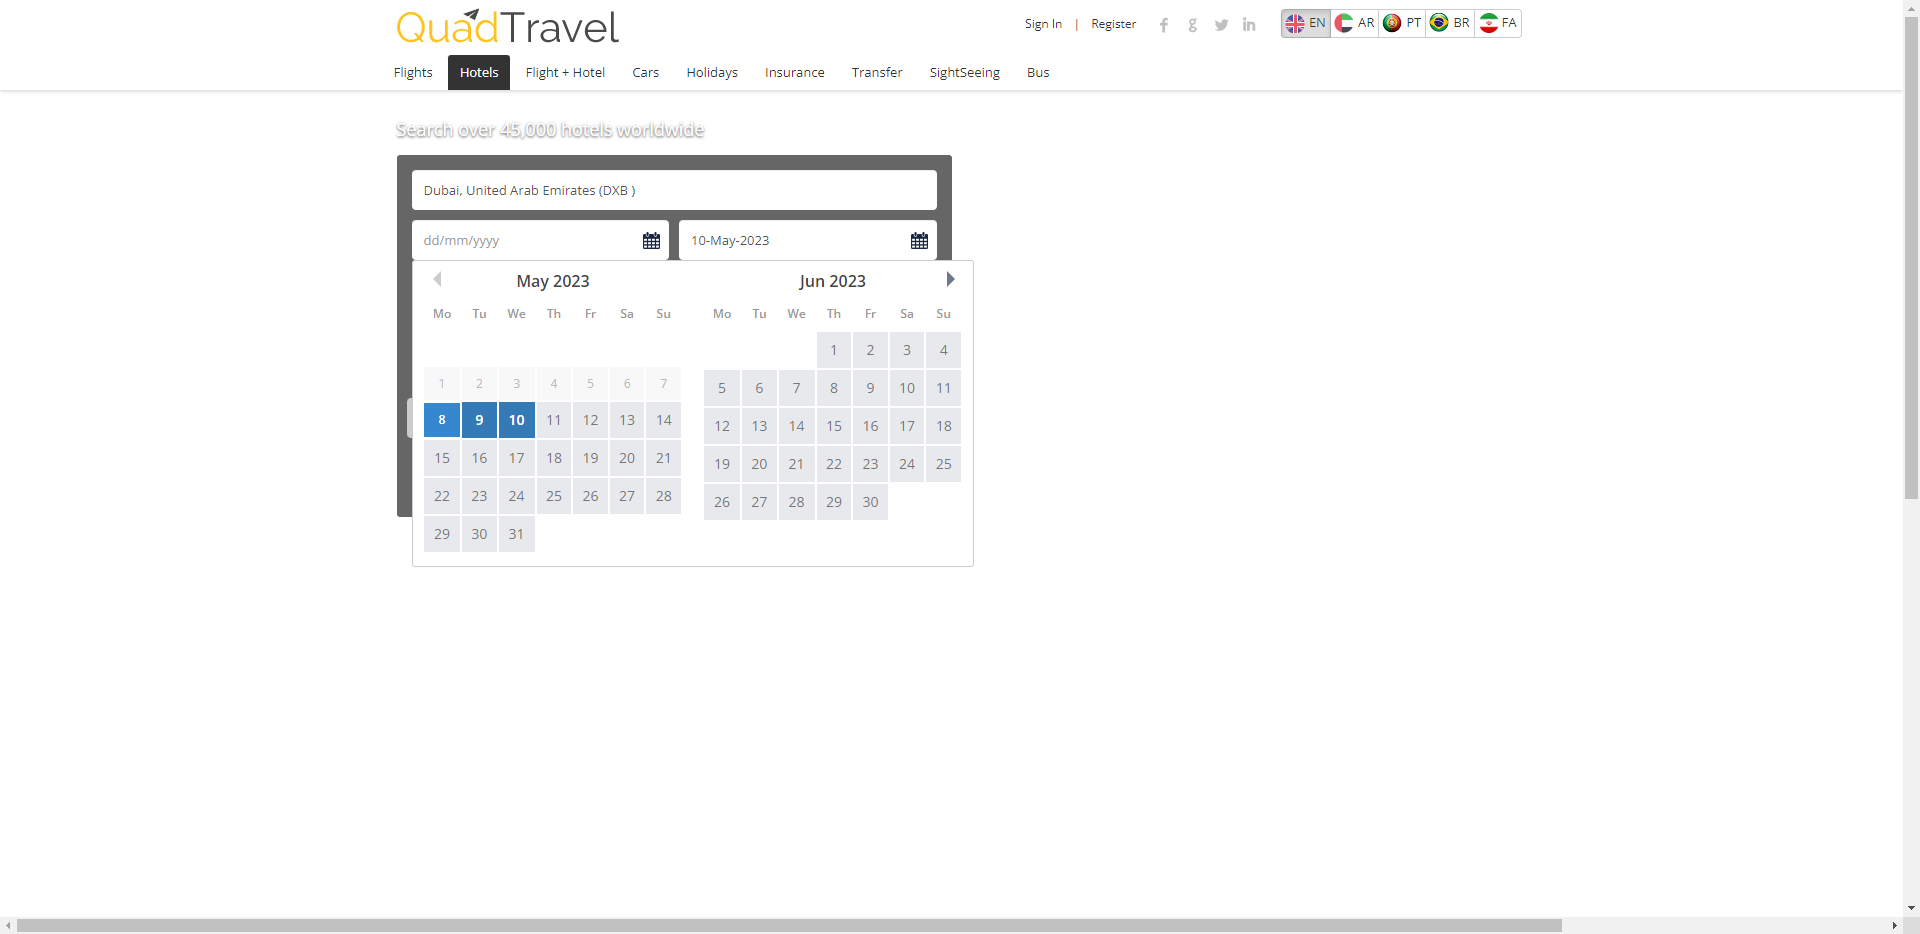 QuadTravel
Sign In | Register
EN AR PT BR FA
Flights Hotels Flight + Hotel Cars Holidays Insurance Transfer SightSeeing Bus
Search over 45,000 hotels worldwide
Dubai, United Arab Emirates (DXB )
dd/mm/yyyy 10-May-2023
May 2023
Mo Tu We Th Fr Sa Su
1 2 3 4 5 6 7
8 9 10 11 12 13 14
15 16 17 18 19 20 21
22 23 24 25 26 27 28
29 30 31
Jun 2023
Mo Tu We Th Fr Sa Su
1 2 3 4
5 6 7 8 9 10 11
12 13 14 15 16 17 18
19 20 21 22 23 24 25
26 27 28 29 30